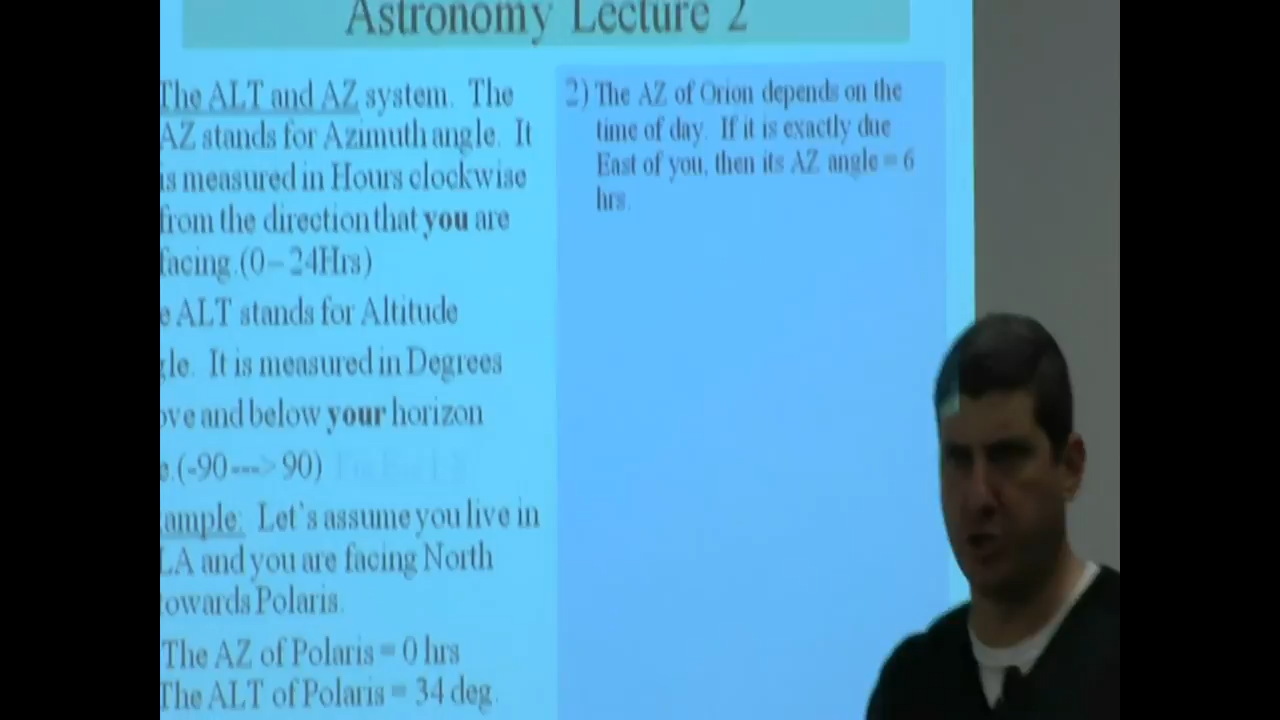 Astronomy Lecture 2
The ALT and AZ system. The
AZ stands for Azimuth angle. It
is measured in Hours clockwise
from the direction that you are
facing.(0–24Hrs)
ALT stands for Altitude
It is measured in Degrees
and below your horizon
(-90---> 90)
Let's assume you live in
LA and you are facing North
towards Polaris.
The AZ of Polaris = 0 hrs
The ALT of Polaris = 34 deg.
2) The AZ of Orion depends on the
time of day. If it is exactly due
East of you, then its AZ angle = 6
hrs.